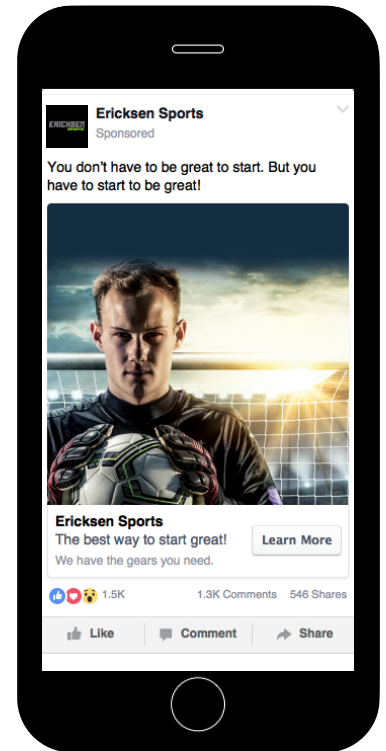 ERICKSEN
SPORTS
Ericksen Sports
Sponsored
You don't have to be great to start. But you
have to start to be great!
Ericksen Sports
The best way to start great!
Learn More
We have the gears you need.
1.5K
1.3K Comments
546 Shares
Like
Comment
Share